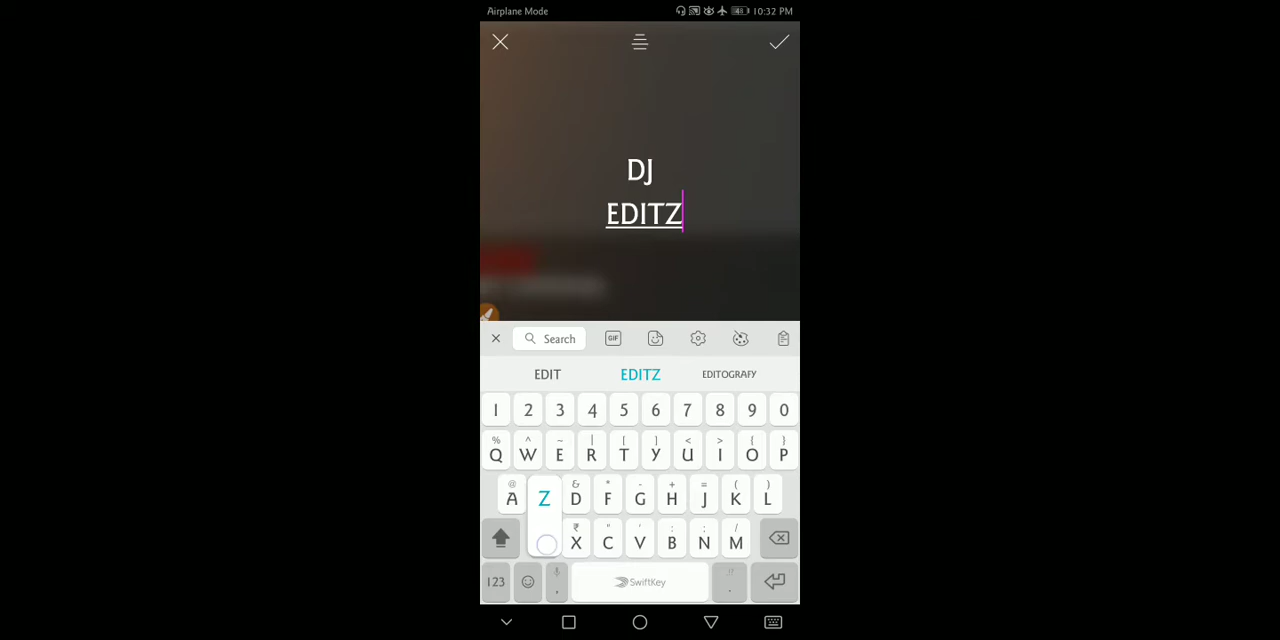 Airplane Mode 48 10:32 PM
DJ
EDITZ
Search GIF
EDIT EDITZ EDITOGRAFY
1 2 3 4 5 6 7 8 9 0
% ^ ~ | [ ] < > { }
Q W E R T Y U I O P
@ & * - + = ( )
A Z D F G H J K L
₹ " ' : ; /
X C V B N M
123 , SwiftKey !? .